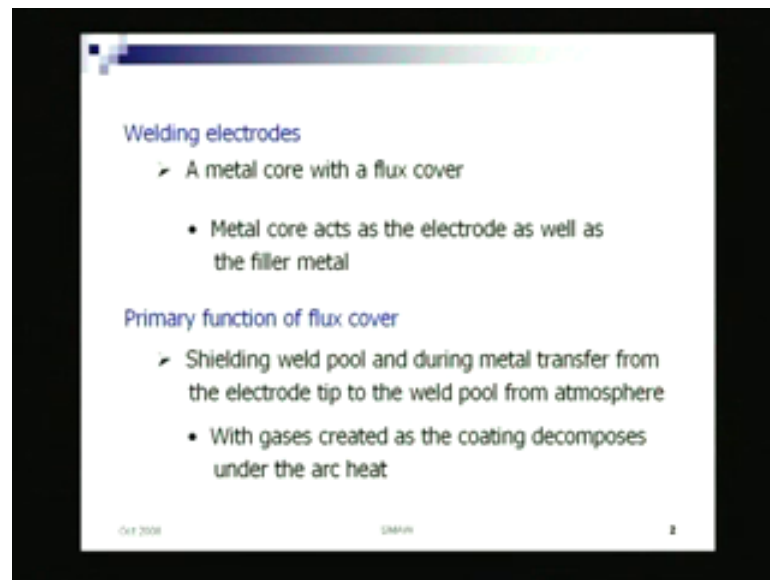 Welding electrodes
➢ A metal core with a flux cover
• Metal core acts as the electrode as well as
the filler metal
Primary function of flux cover
➢ Shielding weld pool and during metal transfer from
the electrode tip to the weld pool from atmosphere
• With gases created as the coating decomposes
under the arc heat
Oct 2008
2